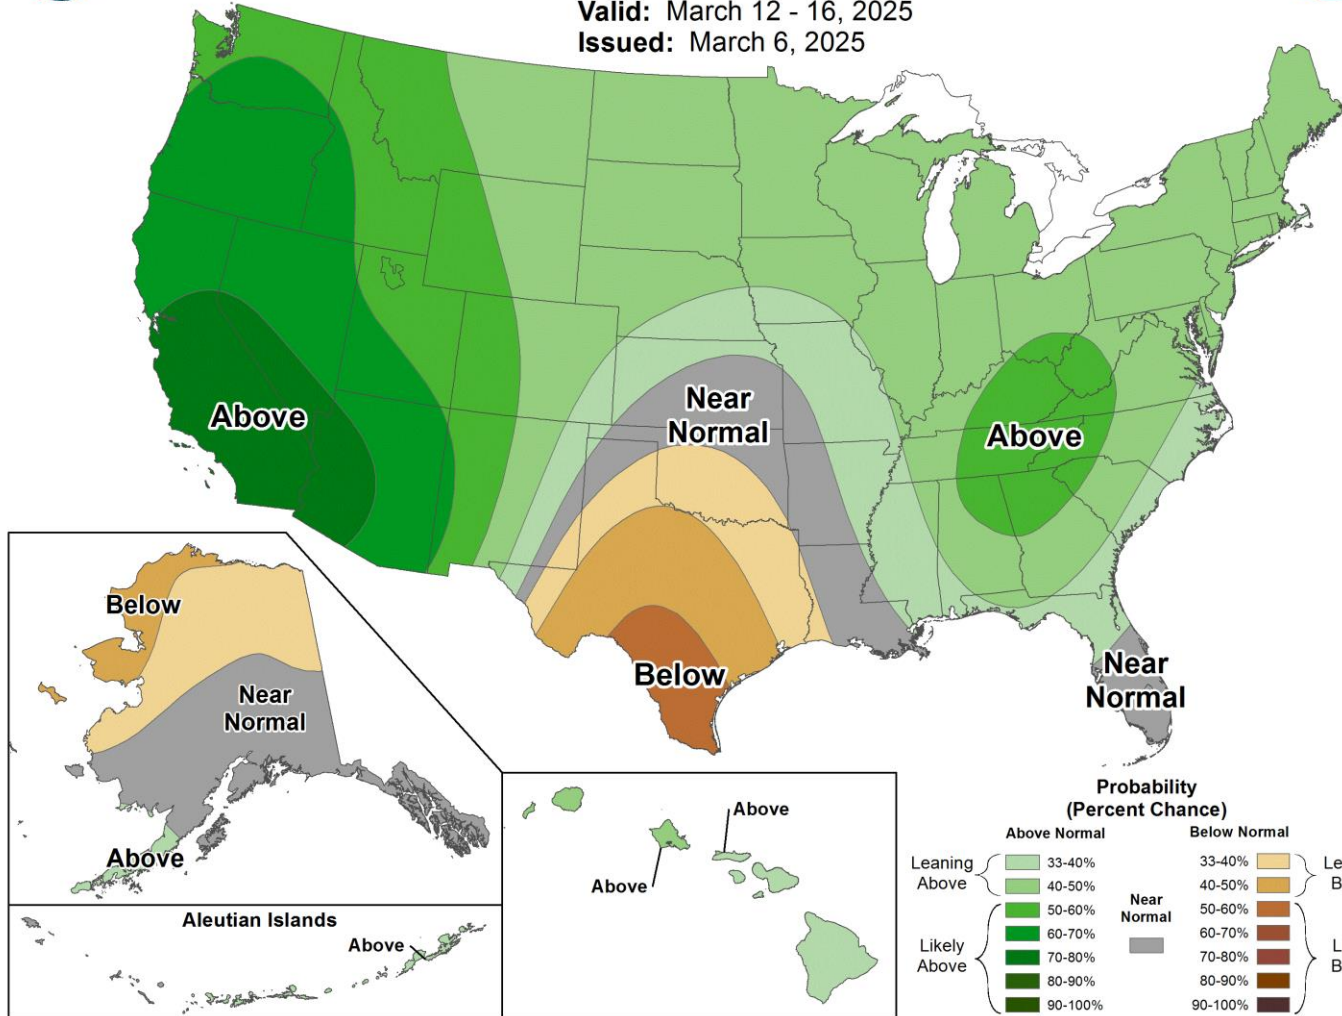 Valid: March 12 - 16, 2025
Issued: March 6, 2025
Above
Near
Normal
Above
Below
Near
Normal
Below
Near
Normal
Above
Aleutian Islands
Above
Above
Above
Probability
(Percent Chance)
Above Normal
Below Normal
Leaning
Above
33-40%
40-50%
Likely
Above
50-60%
60-70%
70-80%
80-90%
90-100%
Near
Normal
33-40%
40-50%
50-60%
60-70%
70-80%
80-90%
90-100%
Le
B
L
B